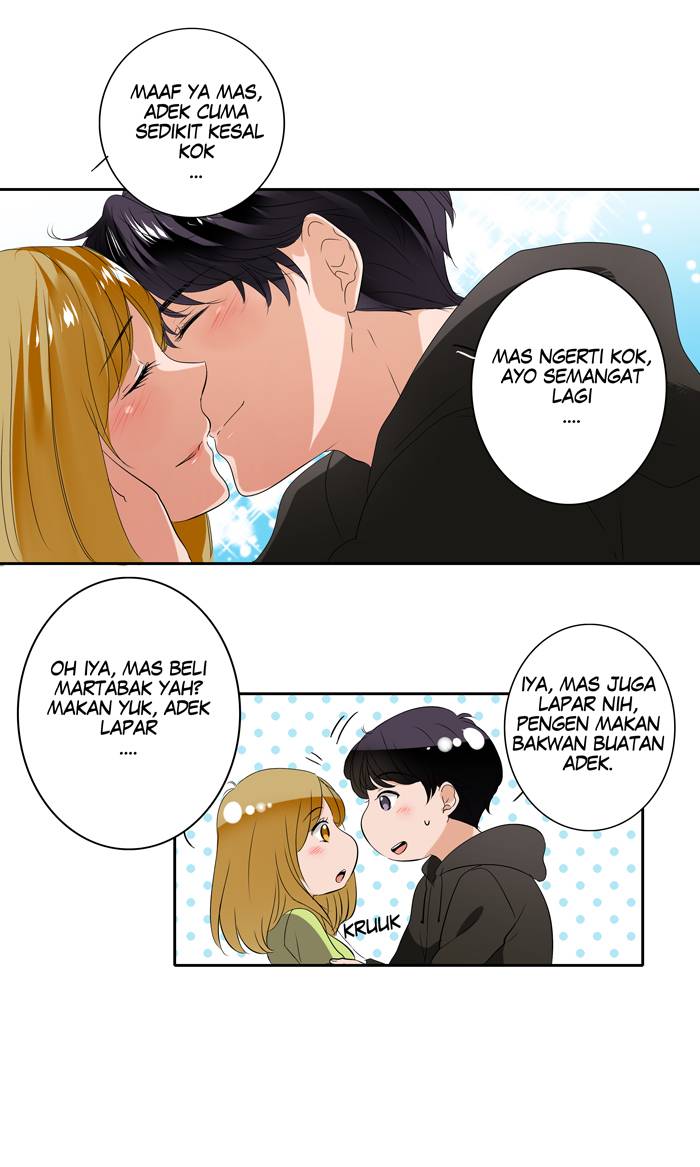 MAAF YA MAS,
ADEK CUMA
SEDIKIT KESAL
KOK
...
MAS NGERTI KOK,
AYO SEMANGAT
LAGI
....
OH IYA, MAS BELI
MARTABAK YAH?
MAKAN YUK, ADEK
LAPAR
....
IYA, MAS JUGA
LAPAR NIH,
PENGEN MAKAN
BAKWAN BUATAN
ADEK.
KRUUK